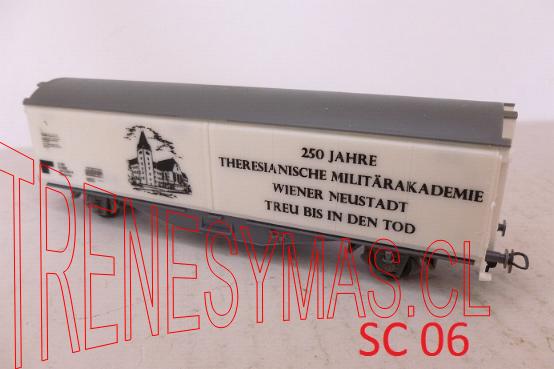 250 JAHRE
THERESIANISCHE MILITÄRAKADEMIE
WIENER NEUSTADT
TREU BIS IN DEN TOD
TRENESYMAS.CL
SC 06